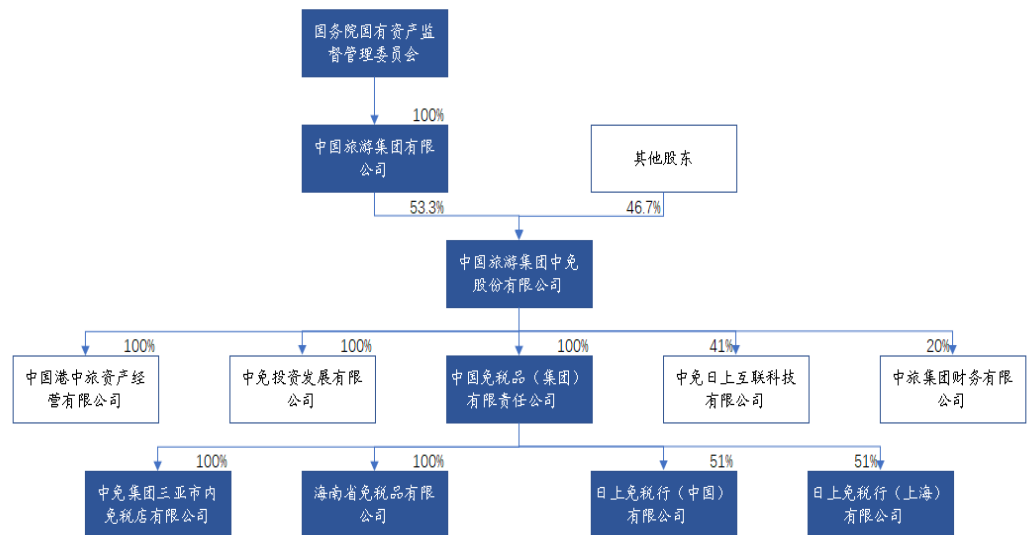 国务院国有资产监
督管理委员会
100%
中国旅游集团有限
公司
其他股东
53.3%
46.7%
中国旅游集团中免
股份有限公司
100%
100%
100%
41%
20%
中国港中旅资产经
营有限公司
中免投资发展有限
公司
中国免税品（集团）
有限责任公司
中免日上互联科技
有限公司
中旅集团财务有限
公司
100%
100%
51%
51%
中免集团三亚市内
免税店有限公司
海南省免税品有限
公司
日上免税行（中国）
有限公司
日上免税行（上海）
有限公司